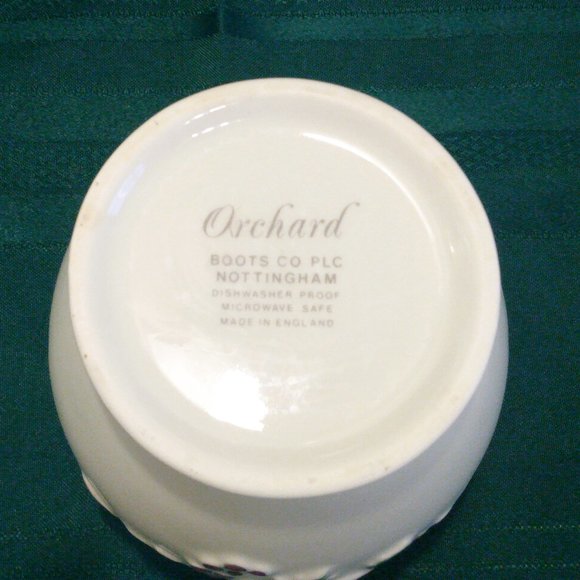 Orchard
BOOTS CO PLC
NOTTINGHAM
DISHWASHER PROOF
MICROWAVE SAFE
MADE IN ENGLAND